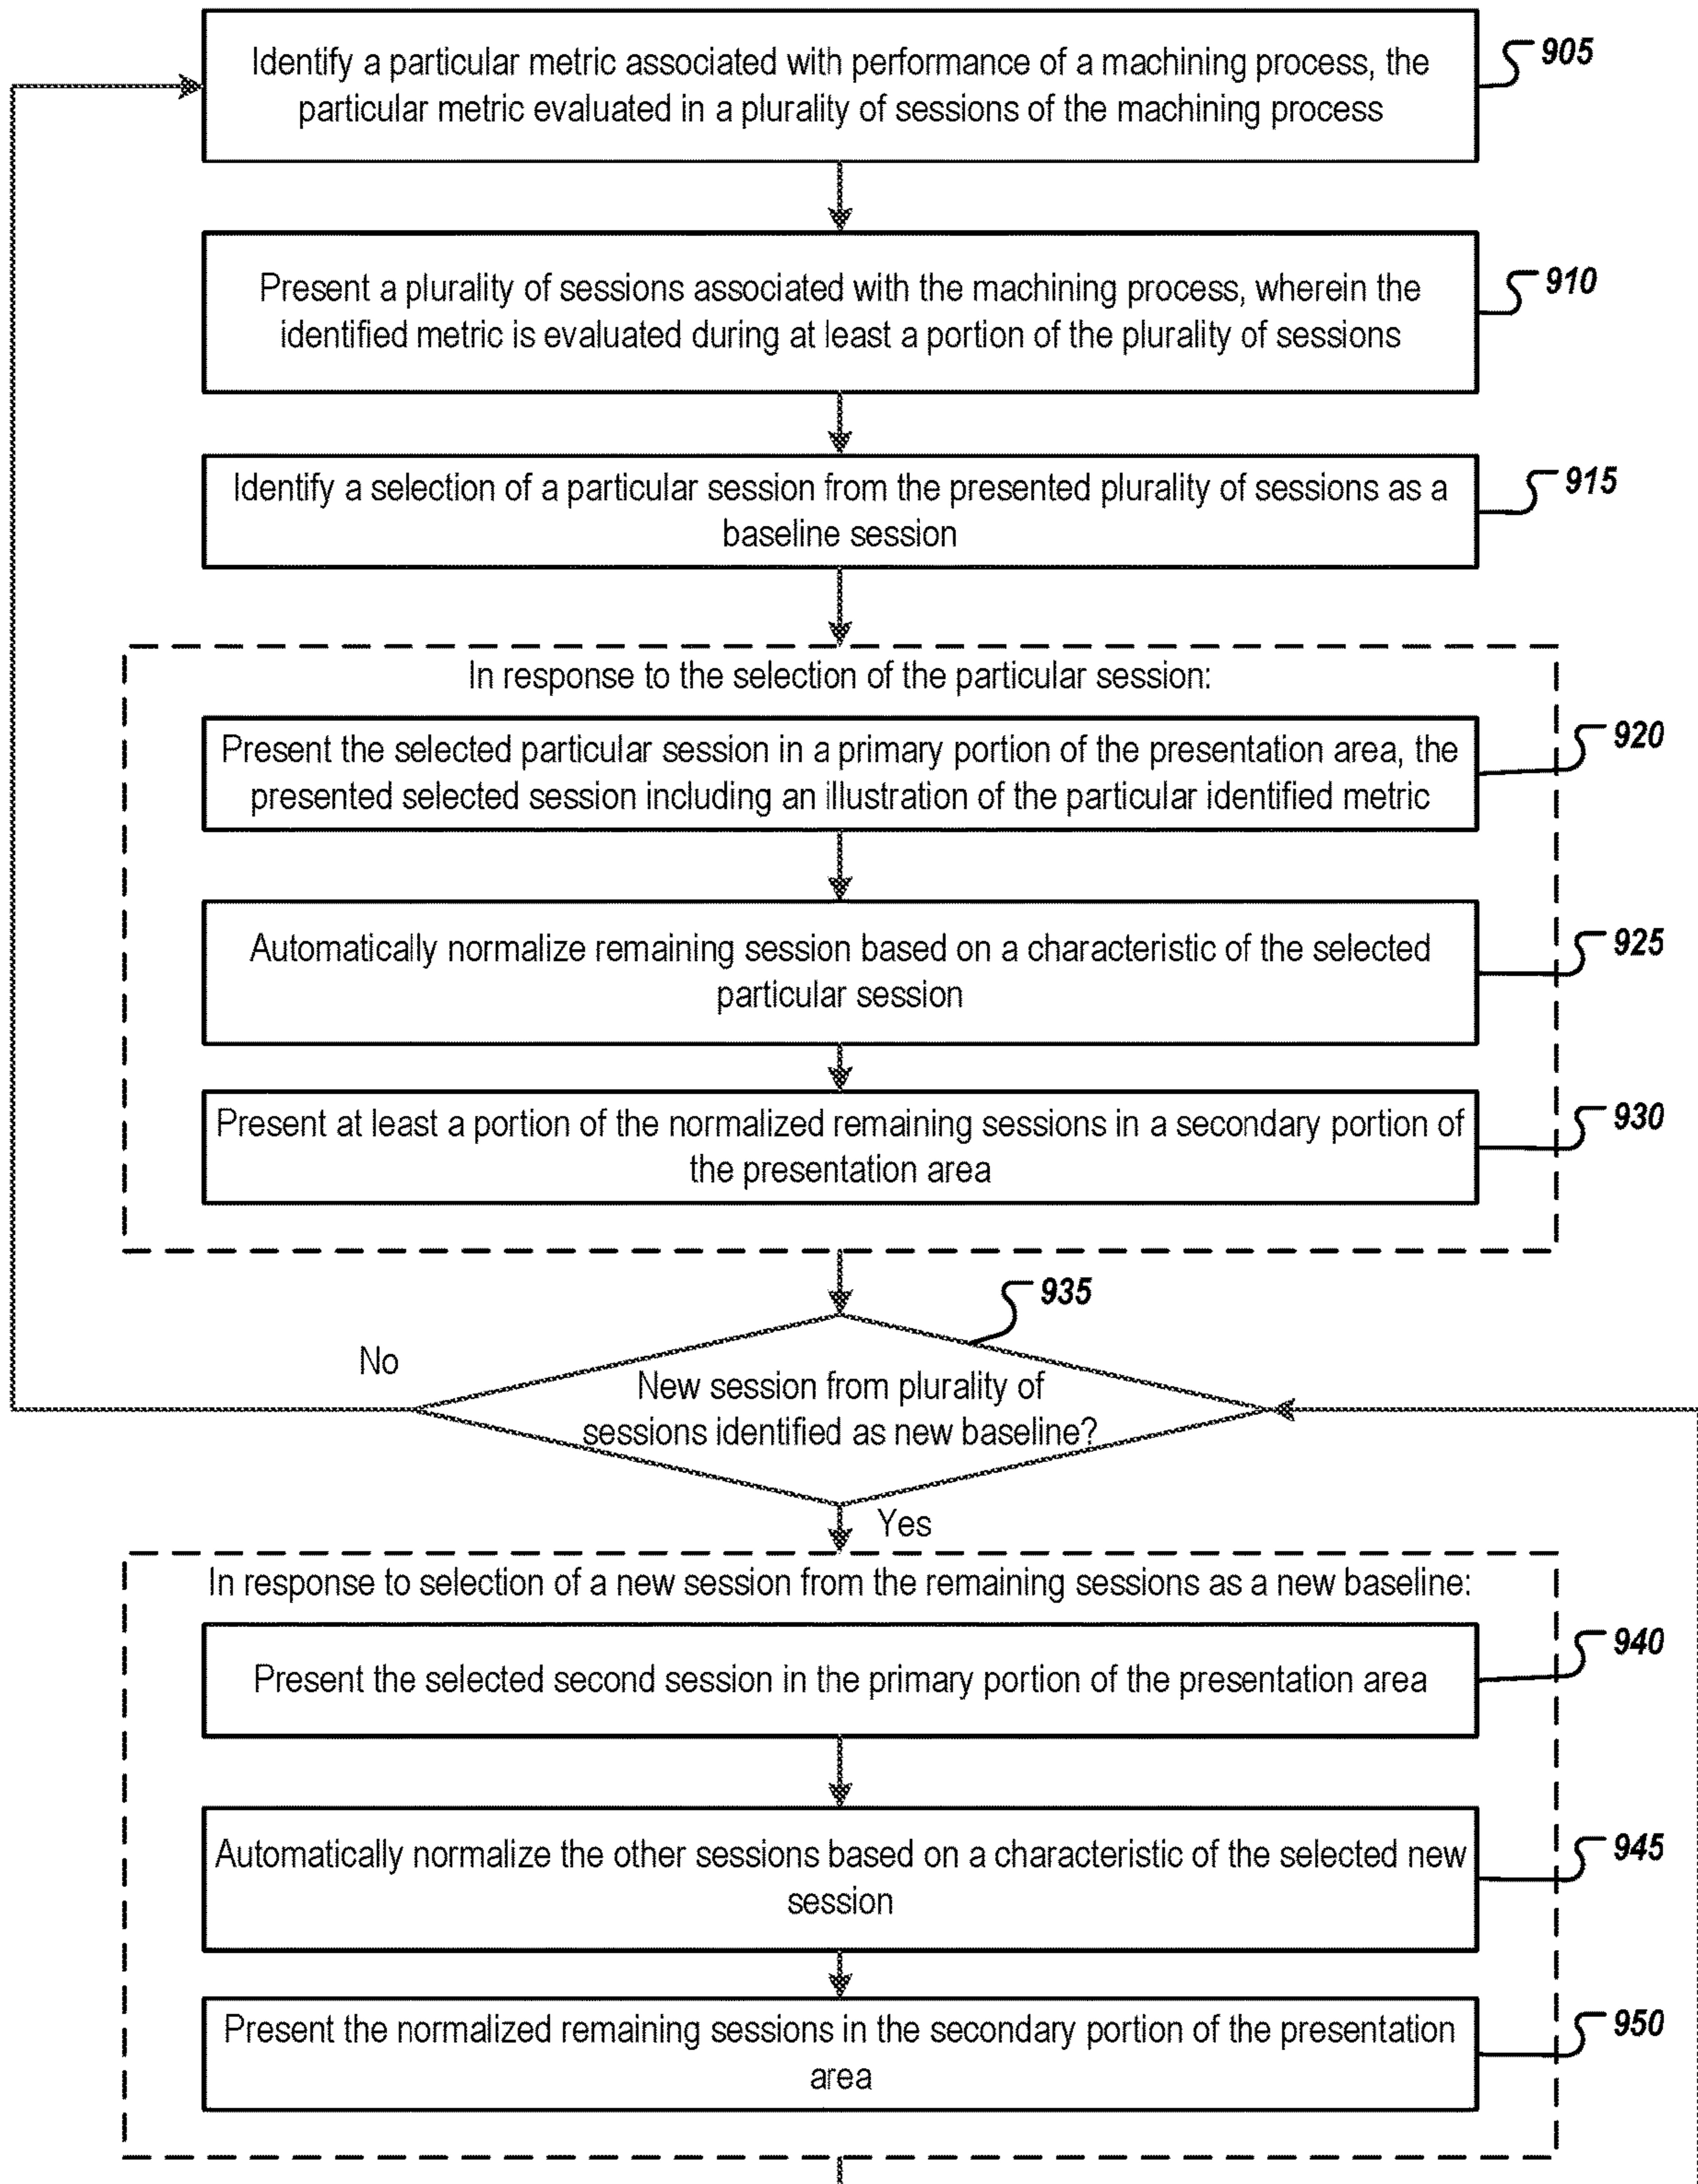 Identify a particular metric associated with performance of a machining process, the
particular metric evaluated in a plurality of sessions of the machining process
905
Present a plurality of sessions associated with the machining process, wherein the
identified metric is evaluated during at least a portion of the plurality of sessions
910
Identify a selection of a particular session from the presented plurality of sessions as a
baseline session
915
In response to the selection of the particular session:
Present the selected particular session in a primary portion of the presentation area, the
presented selected session including an illustration of the particular identified metric
920
Automatically normalize remaining session based on a characteristic of the selected
particular session
925
Present at least a portion of the normalized remaining sessions in a secondary portion of
the presentation area
930
935
No
New session from plurality of
sessions identified as new baseline?
Yes
In response to selection of a new session from the remaining sessions as a new baseline:
Present the selected second session in the primary portion of the presentation area
940
Automatically normalize the other sessions based on a characteristic of the selected new
session
945
Present the normalized remaining sessions in the secondary portion of the presentation
area
950